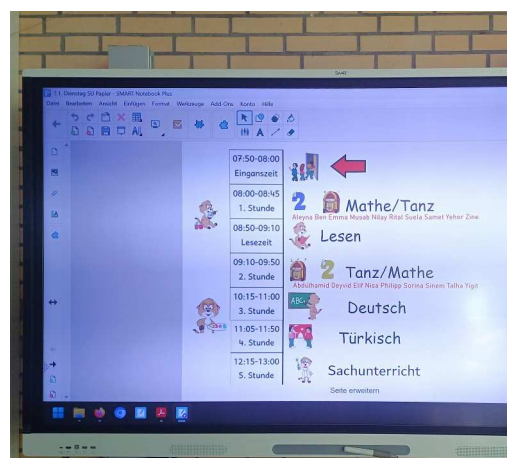 Smart
7.1. Dienstag SU Papier - SMART Notebook Plus
Datei Bearbeiten Ansicht Einfügen Format Werkzeuge Add-Ons Konto Hilfe
07:50-08:00
Einganszeit
08:00-08:45
1. Stunde
2 Mathe/Tanz
Aleyna Ben Emma Musab Nilay Rital Suela Samet Yehor Zine
08:50-09:10
Lesezeit
Lesen
09:10-09:50
2. Stunde
2 Tanz/Mathe
Abdulhamid Deyvid Elif Nisa Philipp Sorina Sinem Talha Yigit
10:15-11:00
3. Stunde
ABC
Deutsch
11:05-11:50
4. Stunde
Türkisch
12:15-13:00
5. Stunde
Sachunterricht
Seite erweitern